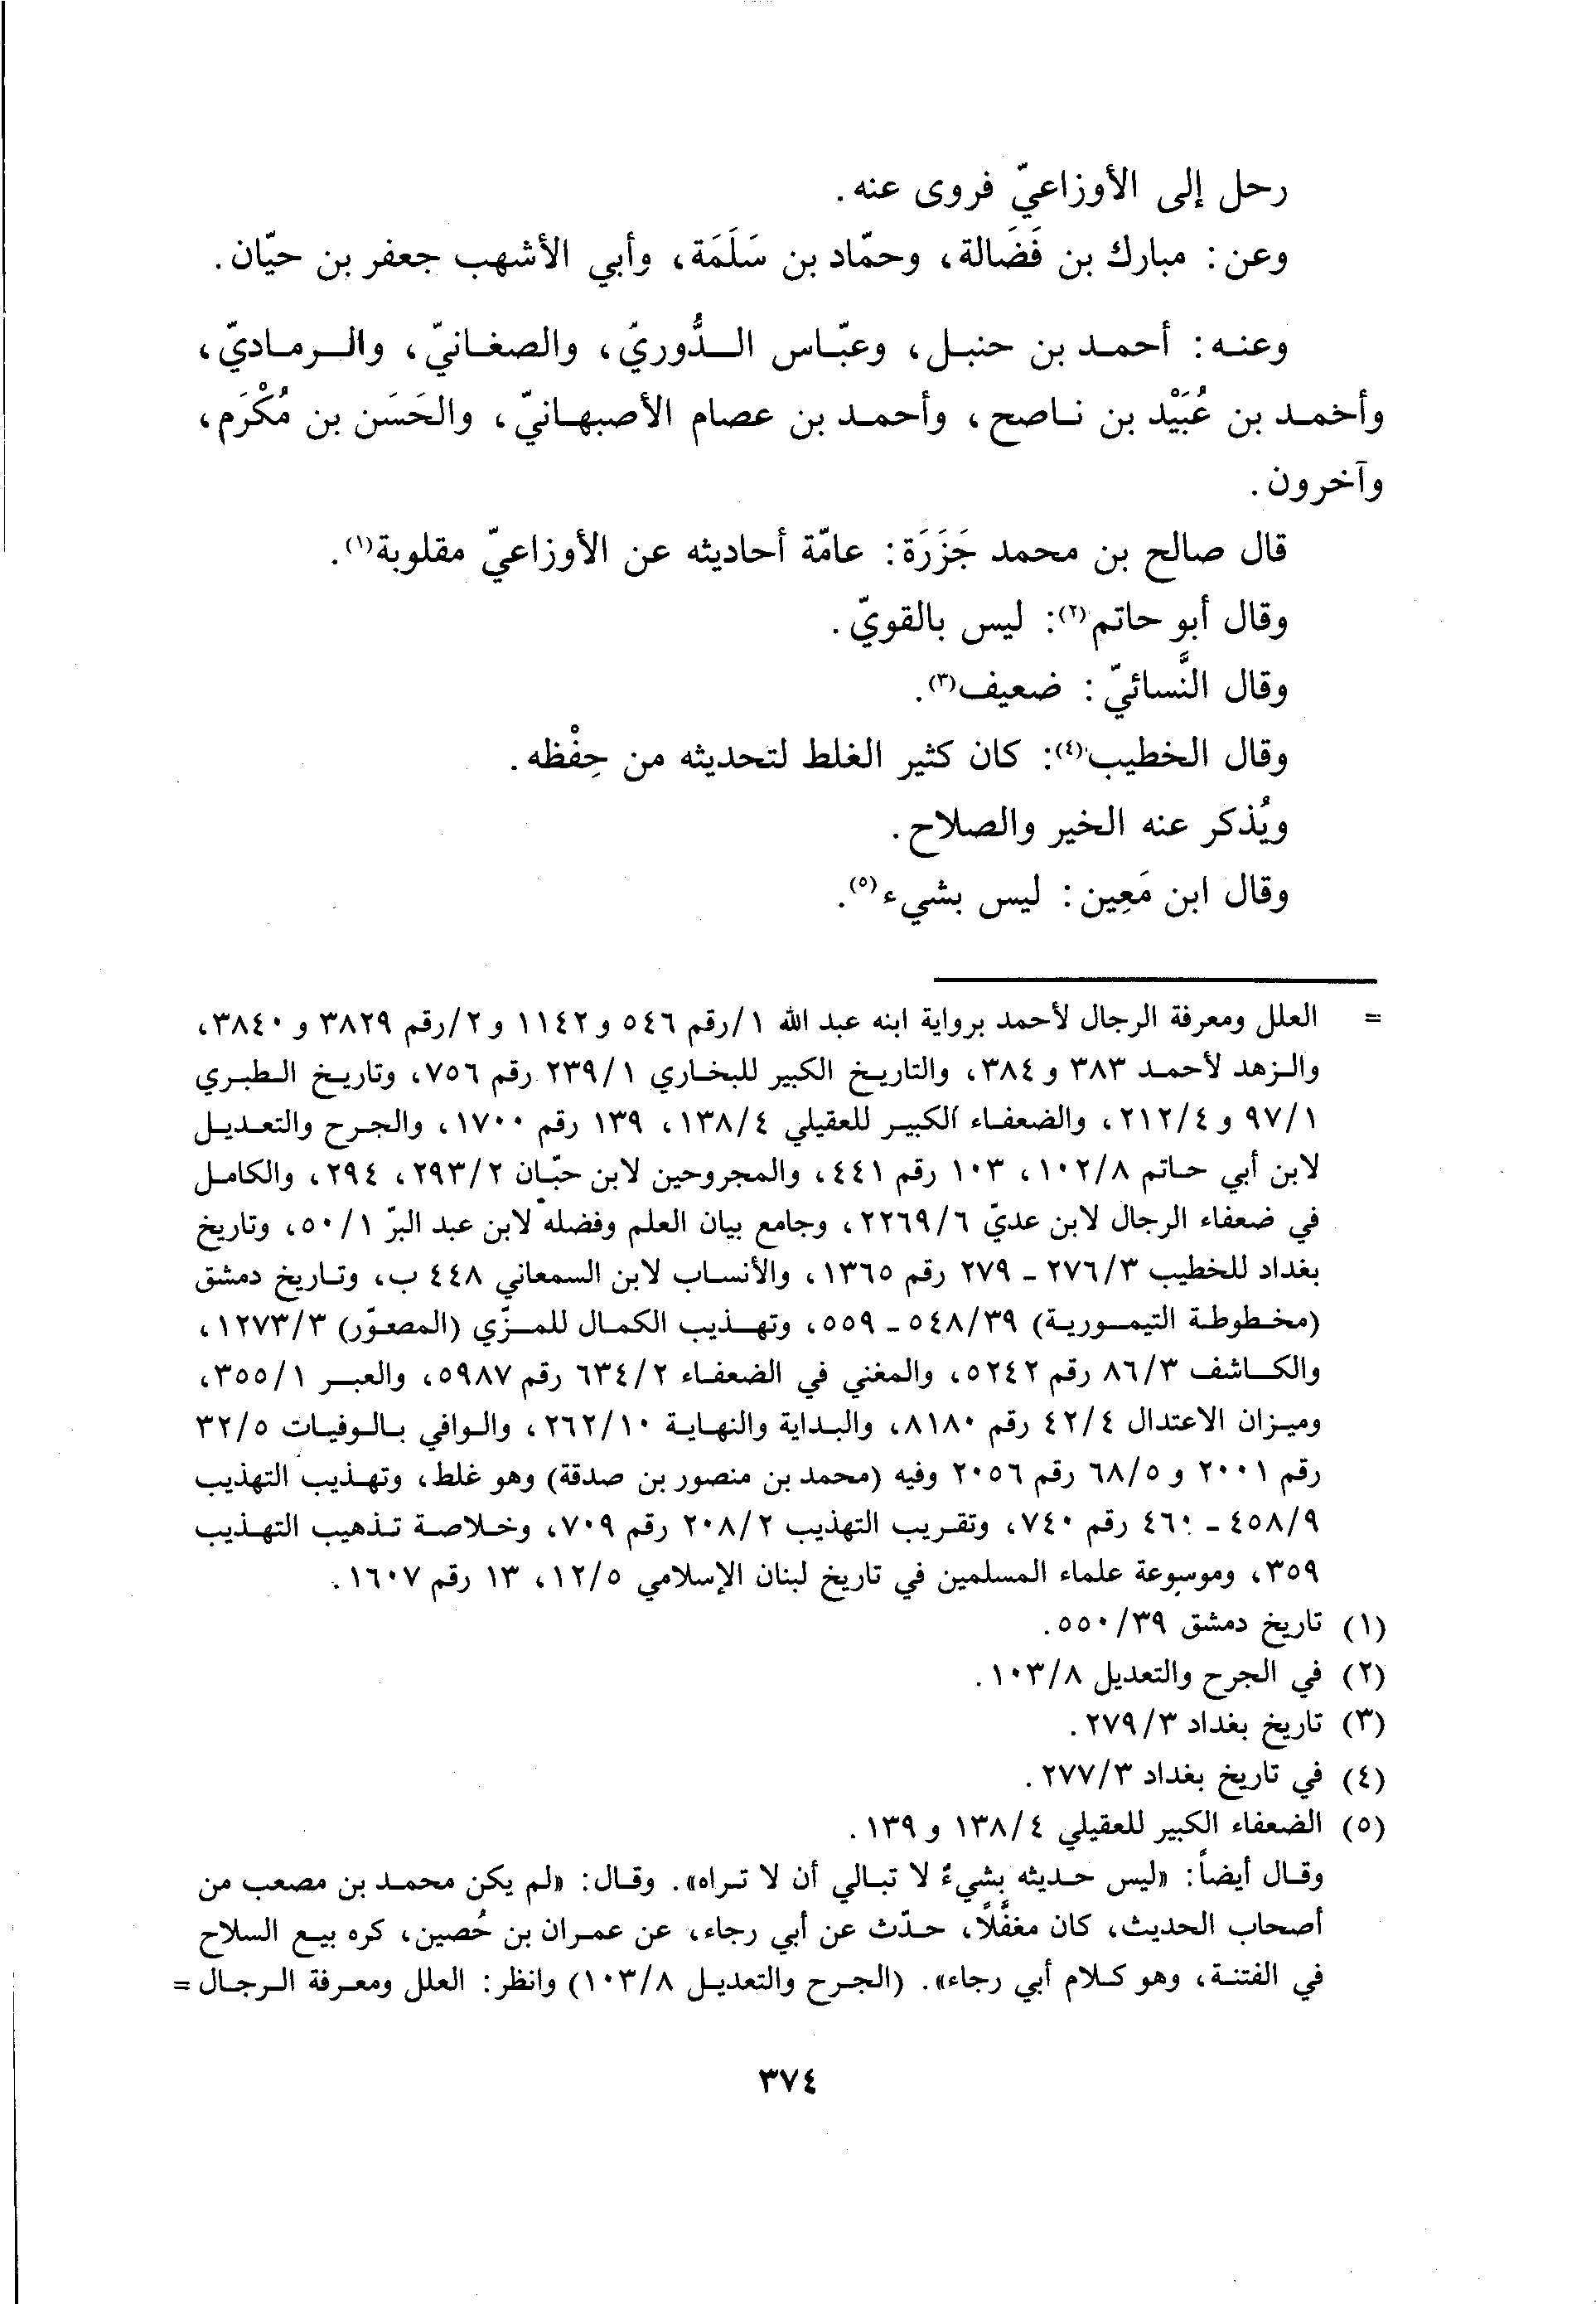 رحل إلى الأوزاعيّ فروى عنه.
وعن: مبارك بن فَضَالة، وحمّاد بن سَلَمَة، وأبي الأشهب جعفر بن حيّان.
وعنه: أحمد بن حنبل، وعبّاس الدُّوريّ، والصغانيّ، والرماديّ،
وأخمد بن عُبَيْد بن ناصح، وأحمد بن عصام الأصبهانيّ، والحَسَن بن مُكْرَم،
وآخرون.
قال صالح بن محمد جَزَرَة: عامّة أحاديثه عن الأوزاعيّ مقلوبة(١).
وقال أبو حاتم(٢): ليس بالقويّ.
وقال النَّسائيّ: ضعيف(٣).
وقال الخطيب(٤): كان كثير الغلط لتحديثه من حِفْظه.
ويُذكر عنه الخير والصلاح.
وقال ابن مَعِين: ليس بشيء(٥).
= العلل ومعرفة الرجال لأحمد برواية ابنه عبد الله ١/رقم ٥٤٦ و ١١٤٢ و ٢/رقم ٣٨٢٩ و ٣٨٤٠،
والزهد لأحمد ٣٨٣ و ٣٨٤، والتاريخ الكبير للبخاري ٢٣٩/١ رقم ٧٥٦، وتاريخ الطبري
٩٧/١ و ٢١٢/٤، والضعفاء الكبير للعقيلي ١٣٨/٤، ١٣٩ رقم ١٧٠٠، والجرح والتعديل
لابن أبي حاتم ١٠٢/٨، ١٠٣ رقم ٤٤١، والمجروحين لابن حبّان ٢٩٣/٢، ٢٩٤، والكامل
في ضعفاء الرجال لابن عديّ ٢٢٦٩/٦، وجامع بيان العلم وفضله لابن عبد البرّ ٥٠/١، وتاريخ
بغداد للخطيب ٢٧٦/٣ - ٢٧٩ رقم ١٣٦٥، والأنساب لابن السمعاني ٤٤٨ ب، وتاريخ دمشق
(مخطوطة التيمورية) ٥٤٨/٣٩ - ٥٥٩، وتهذيب الكمال للمزّي (المصوّر) ١٢٧٣/٣،
والكاشف ٨٦/٣ رقم ٥٢٤٢، والمغني في الضعفاء ٦٣٤/٢ رقم ٥٩٨٧، والعبر ٣٥٥/١،
وميزان الاعتدال ٤٢/٤ رقم ٨١٨٠، والبداية والنهاية ٢٦٢/١٠، والوافي بالوفيات ٣٢/٥
رقم ٢٠٠١ و ٦٨/٥ رقم ٢٠٥٦ وفيه (محمد بن منصور بن صدقة) وهو غلط، وتهذيب التهذيب
٤٥٨/٩ - ٤٦٠ رقم ٧٤٠، وتقريب التهذيب ٢٠٨/٢ رقم ٧٠٩، وخلاصة تذهيب التهذيب
٣٥٩، وموسوعة علماء المسلمين في تاريخ لبنان الإسلامي ١٢/٥، ١٣ رقم ١٦٠٧.
(١) تاريخ دمشق ٥٥٠/٣٩.
(٢) في الجرح والتعديل ١٠٣/٨.
(٣) تاريخ بغداد ٢٧٩/٣.
(٤) في تاريخ بغداد ٢٧٧/٣.
(٥) الضعفاء الكبير للعقيلي ١٣٨/٤ و ١٣٩.
وقال أيضاً: «ليس حديثه بشيءٌ لا تبالي أن لا تراه». وقال: «لم يكن محمد بن مصعب من
أصحاب الحديث، كان مغفَّلاً، حدّث عن أبي رجاء، عن عمران بن حُصين، كره بيع السلاح
في الفتنة، وهو كلام أبي رجاء». (الجرح والتعديل ١٠٣/٨) وانظر: العلل ومعرفة الرجال =
٣٧٤